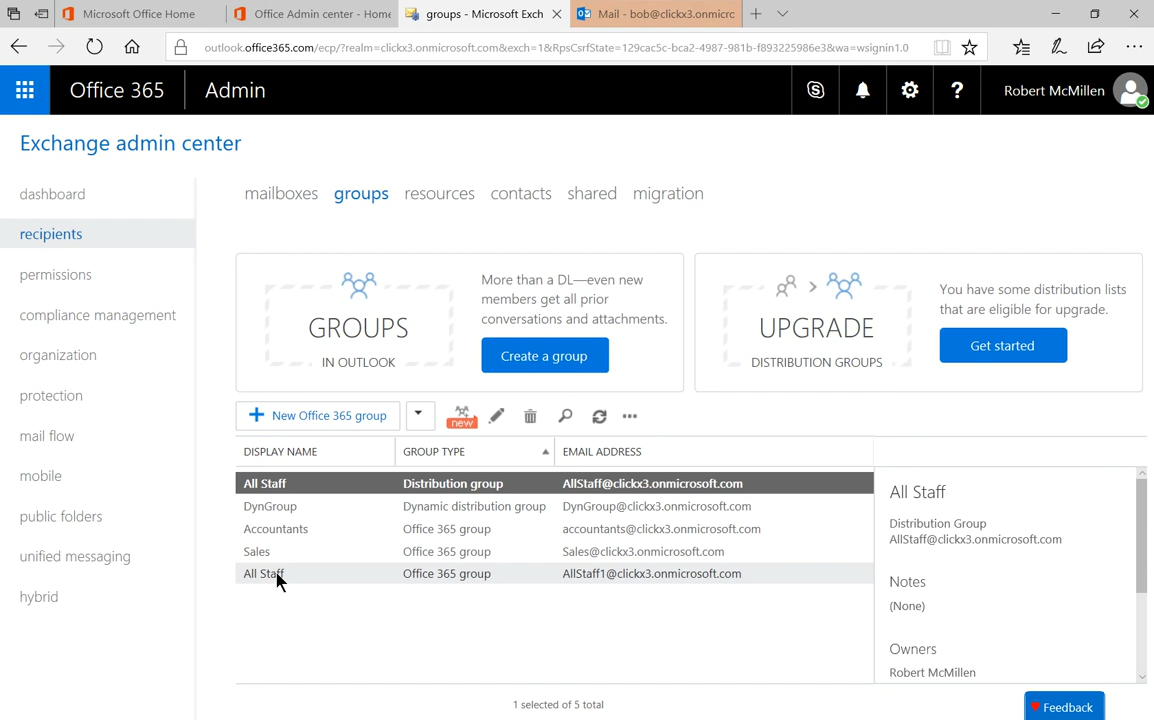 Microsoft Office Home
Office Admin center - Home
groups - Microsoft Exch
Mail - bob@clickx3.onmicrc
outlook.office365.com/ecp/?realm=clickx3.onmicrosoft.com&exch=1&RpsCsrfState=129cac5c-bca2-4987-981b-f893225986e3&wa=wsignin1.0
Office 365
Admin
Robert McMillen
Exchange admin center
dashboard
recipients
permissions
compliance management
organization
protection
mail flow
mobile
public folders
unified messaging
hybrid
mailboxes groups resources contacts shared migration
GROUPS
IN OUTLOOK
More than a DL—even new
members get all prior
conversations and attachments.
Create a group
UPGRADE
DISTRIBUTION GROUPS
You have some distribution lists
that are eligible for upgrade.
Get started
New Office 365 group
new
DISPLAY NAME GROUP TYPE EMAIL ADDRESS
All Staff Distribution group AllStaff@clickx3.onmicrosoft.com
DynGroup Dynamic distribution group DynGroup@clickx3.onmicrosoft.com
Accountants Office 365 group accountants@clickx3.onmicrosoft.com
Sales Office 365 group Sales@clickx3.onmicrosoft.com
All Staff Office 365 group AllStaff1@clickx3.onmicrosoft.com
All Staff
Distribution Group
AllStaff@clickx3.onmicrosoft.com
Notes
(None)
Owners
Robert McMillen
1 selected of 5 total
Feedback